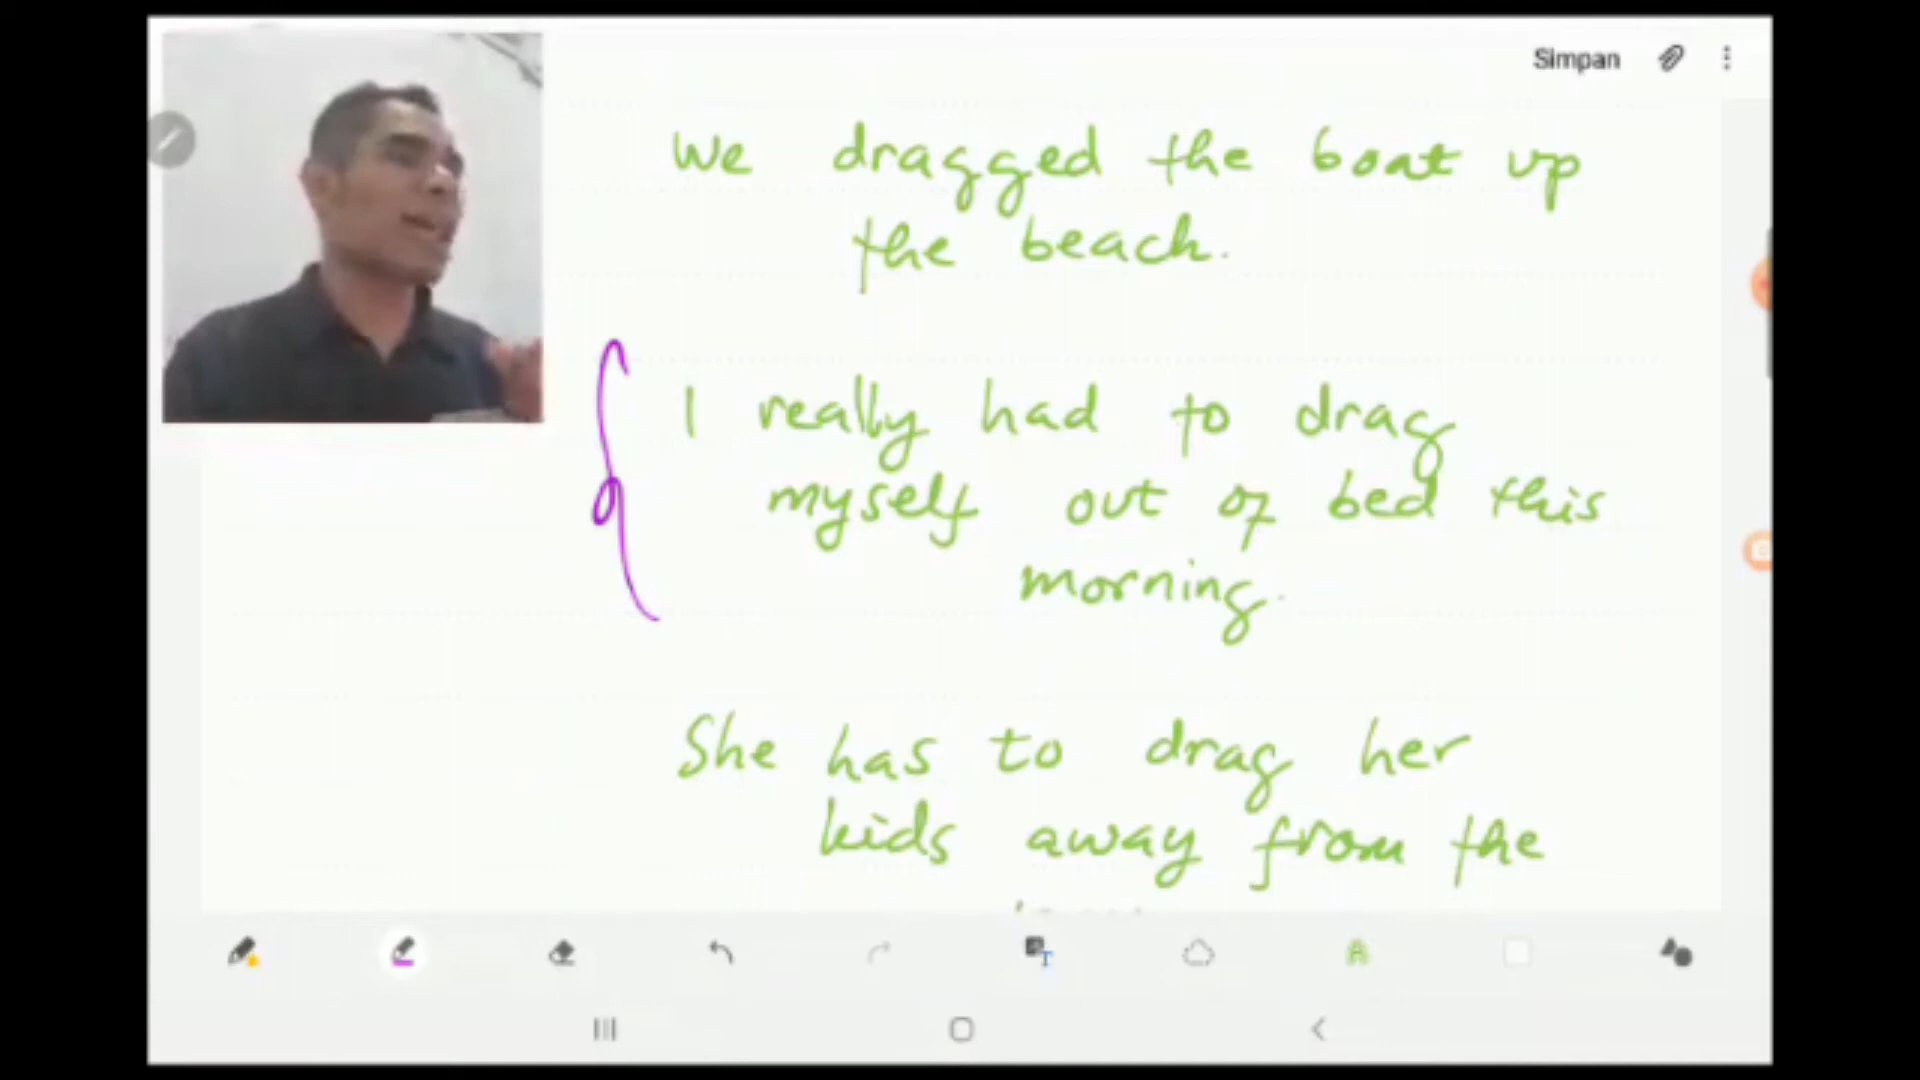 Simpan
We dragged the boat up
the beach.
I really had to drag
myself out of bed this
morning.
She has to drag her
kids away from the